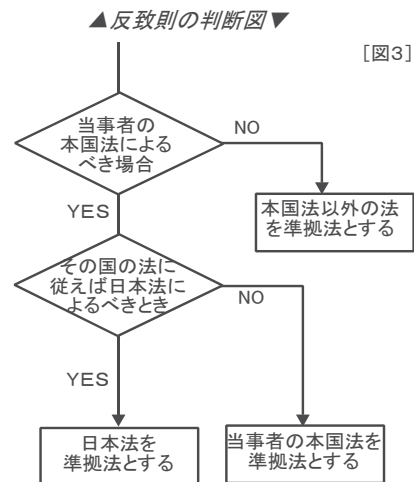 ▲反致則の判断図▼
[図3]
当事者の
本国法による
べき場合
NO
YES
本国法以外の法
を準拠法とする
その国の法に
従えば日本法に
よるべきとき
NO
YES
日本法を
準拠法とする
当事者の本国法を
準拠法とする